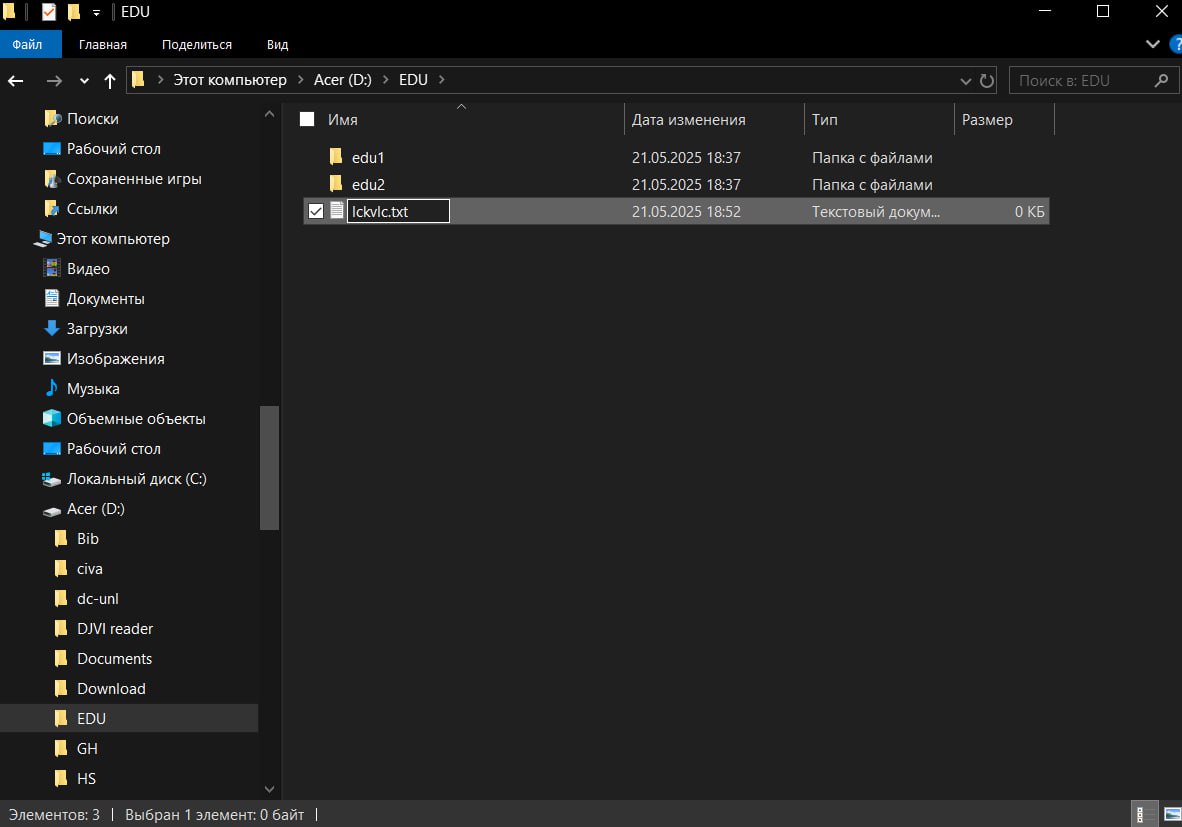 EDU
Файл Главная Поделиться Вид
Этот компьютер Acer (D:) EDU Поиск в: EDU
Имя Дата изменения Тип Размер
edu1 21.05.2025 18:37 Папка с файлами
edu2 21.05.2025 18:37 Папка с файлами
lckvlc.txt 21.05.2025 18:52 Текстовый докум... 0 КБ
Поиски
Рабочий стол
Сохраненные игры
Ссылки
Этот компьютер
Видео
Документы
Загрузки
Изображения
Музыка
Объемные объекты
Рабочий стол
Локальный диск (C:)
Acer (D:)
Bib
civa
dc-unl
DJVI reader
Documents
Download
EDU
GH
HS
Элементов: 3 Выбран 1 элемент: 0 байт